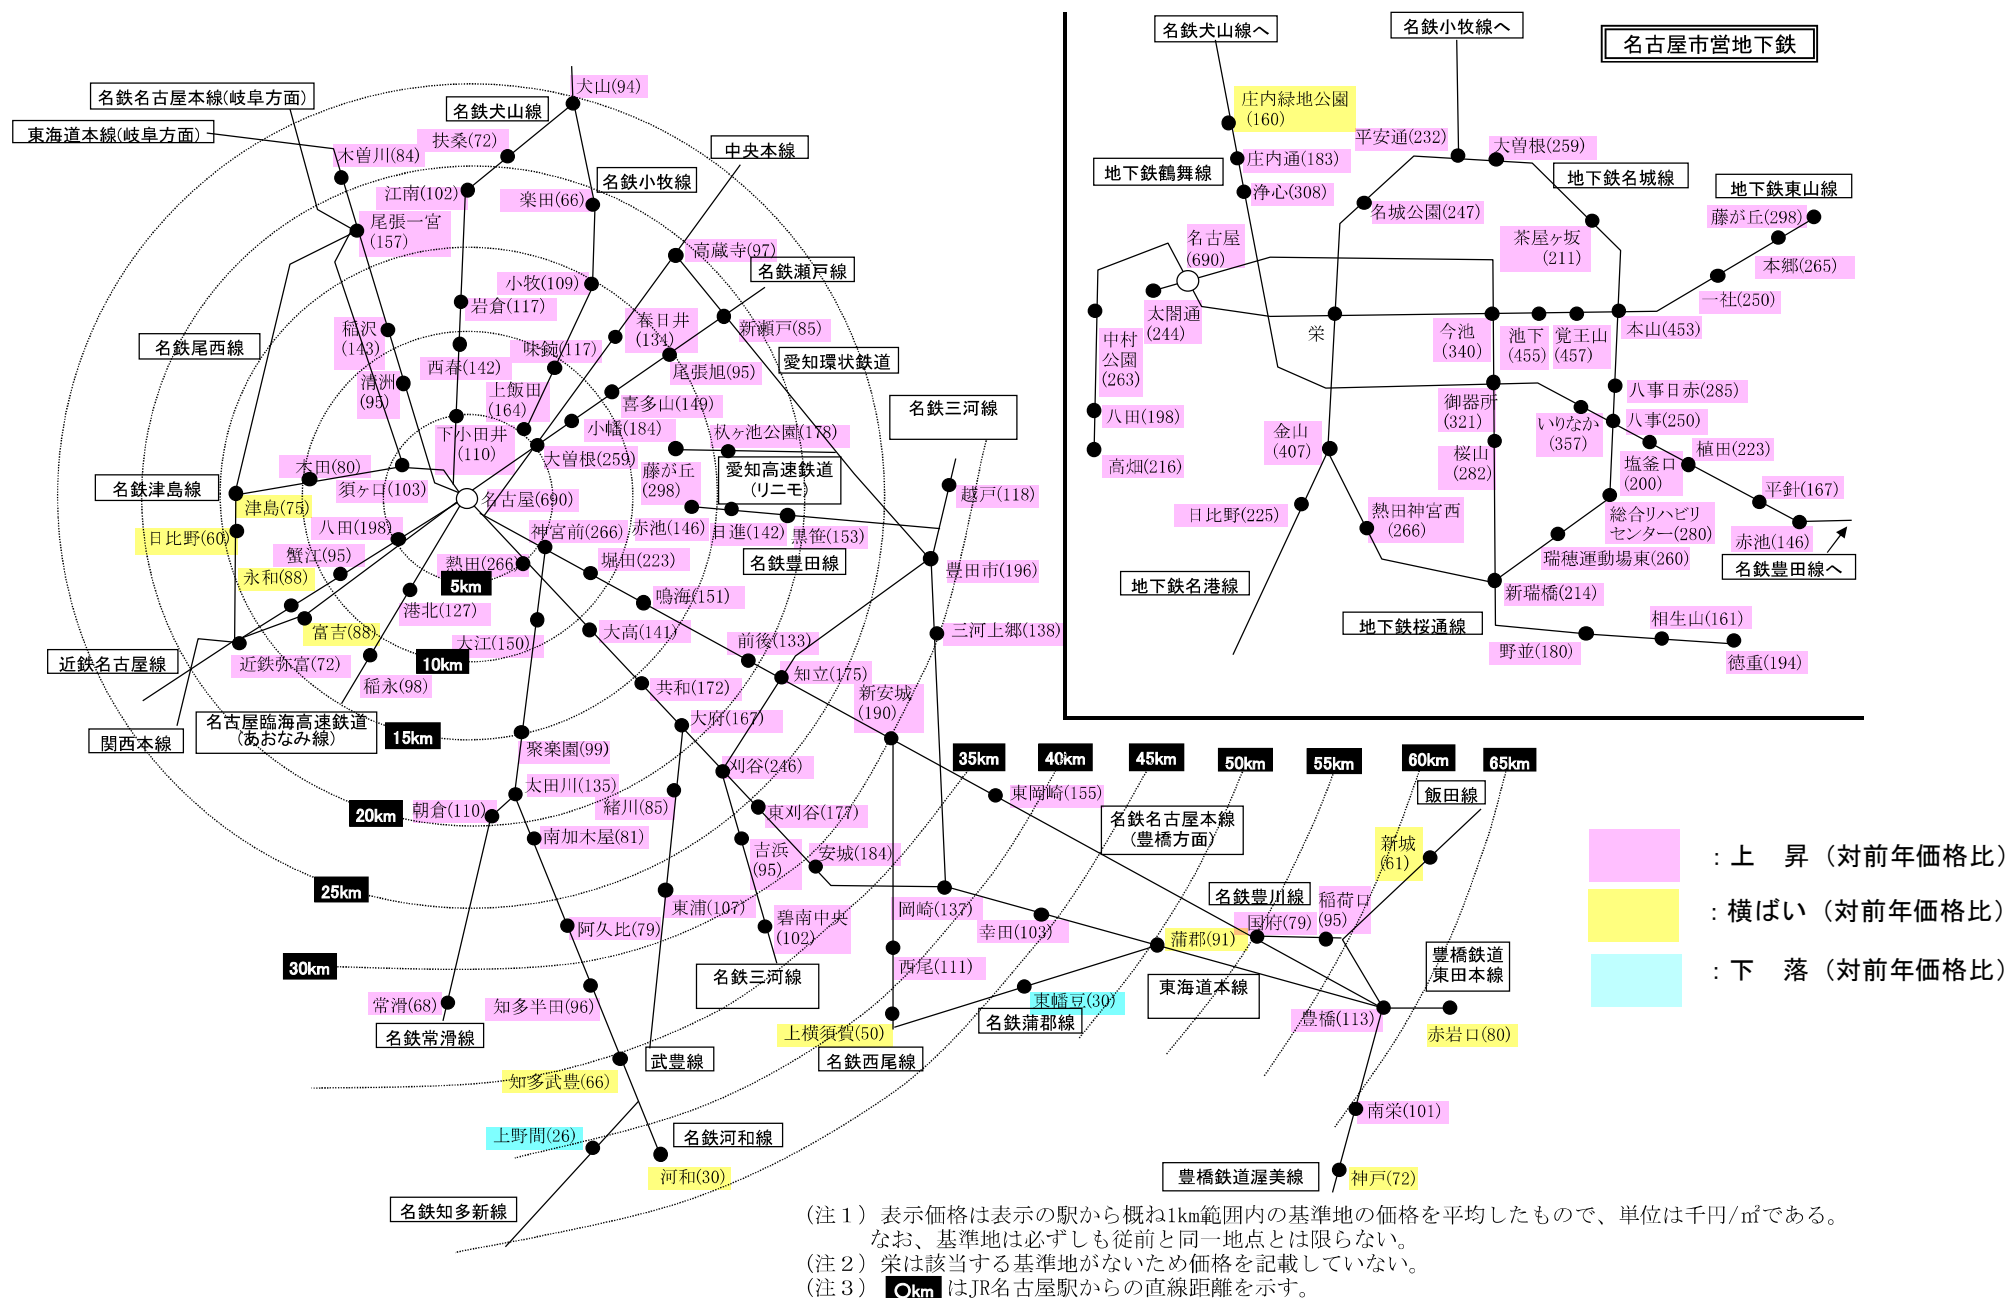 名鉄犬山線へ
名鉄小牧線へ
名古屋市営地下鉄
犬山(94)
名鉄名古屋本線(岐阜方面)
名鉄犬山線
東海道本線(岐阜方面)
扶桑(72)
木曽川(84)
中央本線
江南(102)
名鉄小牧線
楽田(66)
尾張一宮
(157)
高蔵寺(97)
名鉄瀬戸線
小牧(109)
岩倉(117)
春日井
(134)
新瀬戸(85)
稲沢
(143)
名鉄尾西線
味鋺(117)
西春(142)
尾張旭(95)
愛知環状鉄道
清洲
(95)
上飯田
(164)
喜多山(149)
名鉄三河線
下小田井
(110)
小幡(184)
杁ヶ池公園(178)
大曽根(259)
木田(80)
藤が丘
(298)
愛知高速鉄道
(リニモ)
名鉄津島線
須ヶ口(103)
名古屋(690)
越戸(118)
津島(75)
八田(198)
神宮前(266)
赤池(146)
日進(142)
黒笹(153)
日比野(60)
蟹江(95)
熱田(266)
堀田(223)
名鉄豊田線
永和(88)
5km
豊田市(196)
港北(127)
鳴海(151)
富吉(88)
大江(150)
大高(141)
前後(133)
三河上郷(138)
近鉄名古屋線
近鉄弥富(72)
10km
稲永(98)
共和(172)
知立(175)
新安城
(190)
名古屋臨海高速鉄道
(あおなみ線)
関西本線
15km
大府(167)
聚楽園(99)
刈谷(246)
35km
40km
45km
50km
55km
60km
65km
太田川(135)
朝倉(110)
20km
緒川(85)
東刈谷(177)
東岡崎(155)
飯田線
名鉄名古屋本線
(豊橋方面)
南加木屋(81)
吉浜
(95)
安城(184)
新城
(61)
25km
名鉄豊川線
東浦(107)
岡崎(137)
稲荷口
(95)
国府(79)
阿久比(79)
碧南中央
(102)
幸田(103)
蒲郡(91)
豊橋鉄道
東田本線
30km
名鉄三河線
西尾(111)
東海道本線
常滑(68)
知多半田(96)
東幡豆(30)
豊橋(113)
赤岩口(80)
名鉄常滑線
上横須賀(50)
名鉄蒲郡線
武豊線
名鉄西尾線
知多武豊(66)
南栄(101)
上野間(26)
名鉄河和線
河和(30)
豊橋鉄道渥美線
神戸(72)
名鉄知多新線
庄内緑地公園
(160)
平安通(232)
大曽根(259)
庄内通(183)
地下鉄鶴舞線
地下鉄名城線
地下鉄東山線
浄心(308)
名城公園(247)
藤が丘(298)
名古屋
(690)
茶屋ヶ坂
(211)
本郷(265)
一社(250)
太閤通
(244)
栄
中村
公園
(263)
今池
(340)
池下
(455)
覚王山
(457)
本山(453)
八事日赤(285)
八田(198)
御器所
(321)
いりなか
(357)
八事(250)
金山
(407)
桜山
(282)
植田(223)
高畑(216)
塩釜口
(200)
平針(167)
日比野(225)
熱田神宮西
(266)
総合リハビリ
センター(280)
赤池(146)
瑞穂運動場東(260)
名鉄豊田線へ
地下鉄名港線
新瑞橋(214)
地下鉄桜通線
相生山(161)
野並(180)
徳重(194)
：上　昇（対前年価格比）
：横ばい（対前年価格比）
：下　落（対前年価格比）
(注１) 表示価格は表示の駅から概ね1km範囲内の基準地の価格を平均したもので、単位は千円/㎡である。
なお、基準地は必ずしも従前と同一地点とは限らない。
(注２) 栄は該当する基準地がないため価格を記載していない。
(注３) ○km はJR名古屋駅からの直線距離を示す。